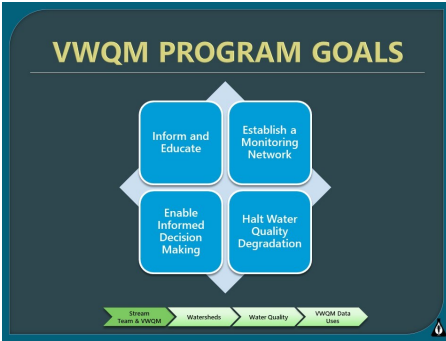 VWQM PROGRAM GOALS
Inform and
Educate
Establish a
Monitoring
Network
Enable
Informed
Decision
Making
Halt Water
Quality
Degradation
Stream
Team & VWQM
Watersheds
Water Quality
VWQM Data
Uses